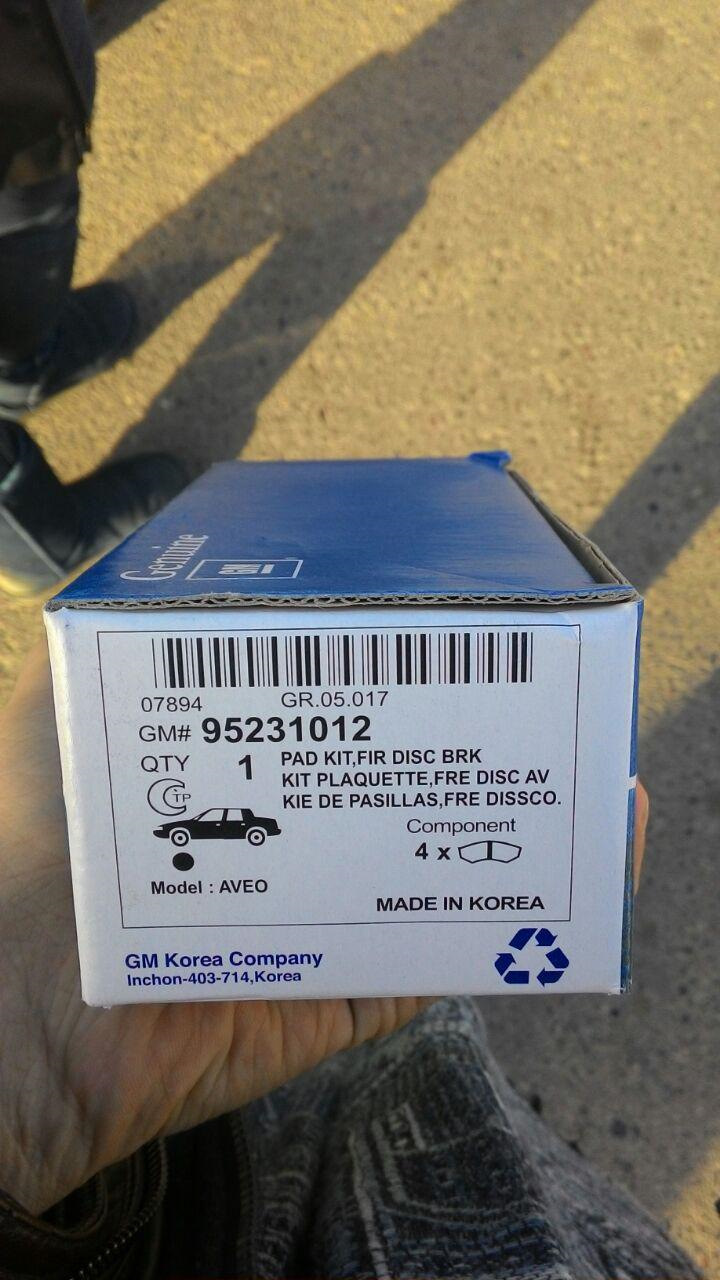 Genuine
GM
07894
GR.05.017
GM# 95231012
QTY 1
PAD KIT,FIR DISC BRK
KIT PLAQUETTE,FRE DISC AV
KIE DE PASILLAS,FRE DISSCO.
CTP
Component
4 x
Model : AVEO
MADE IN KOREA
GM Korea Company
Inchon-403-714,Korea